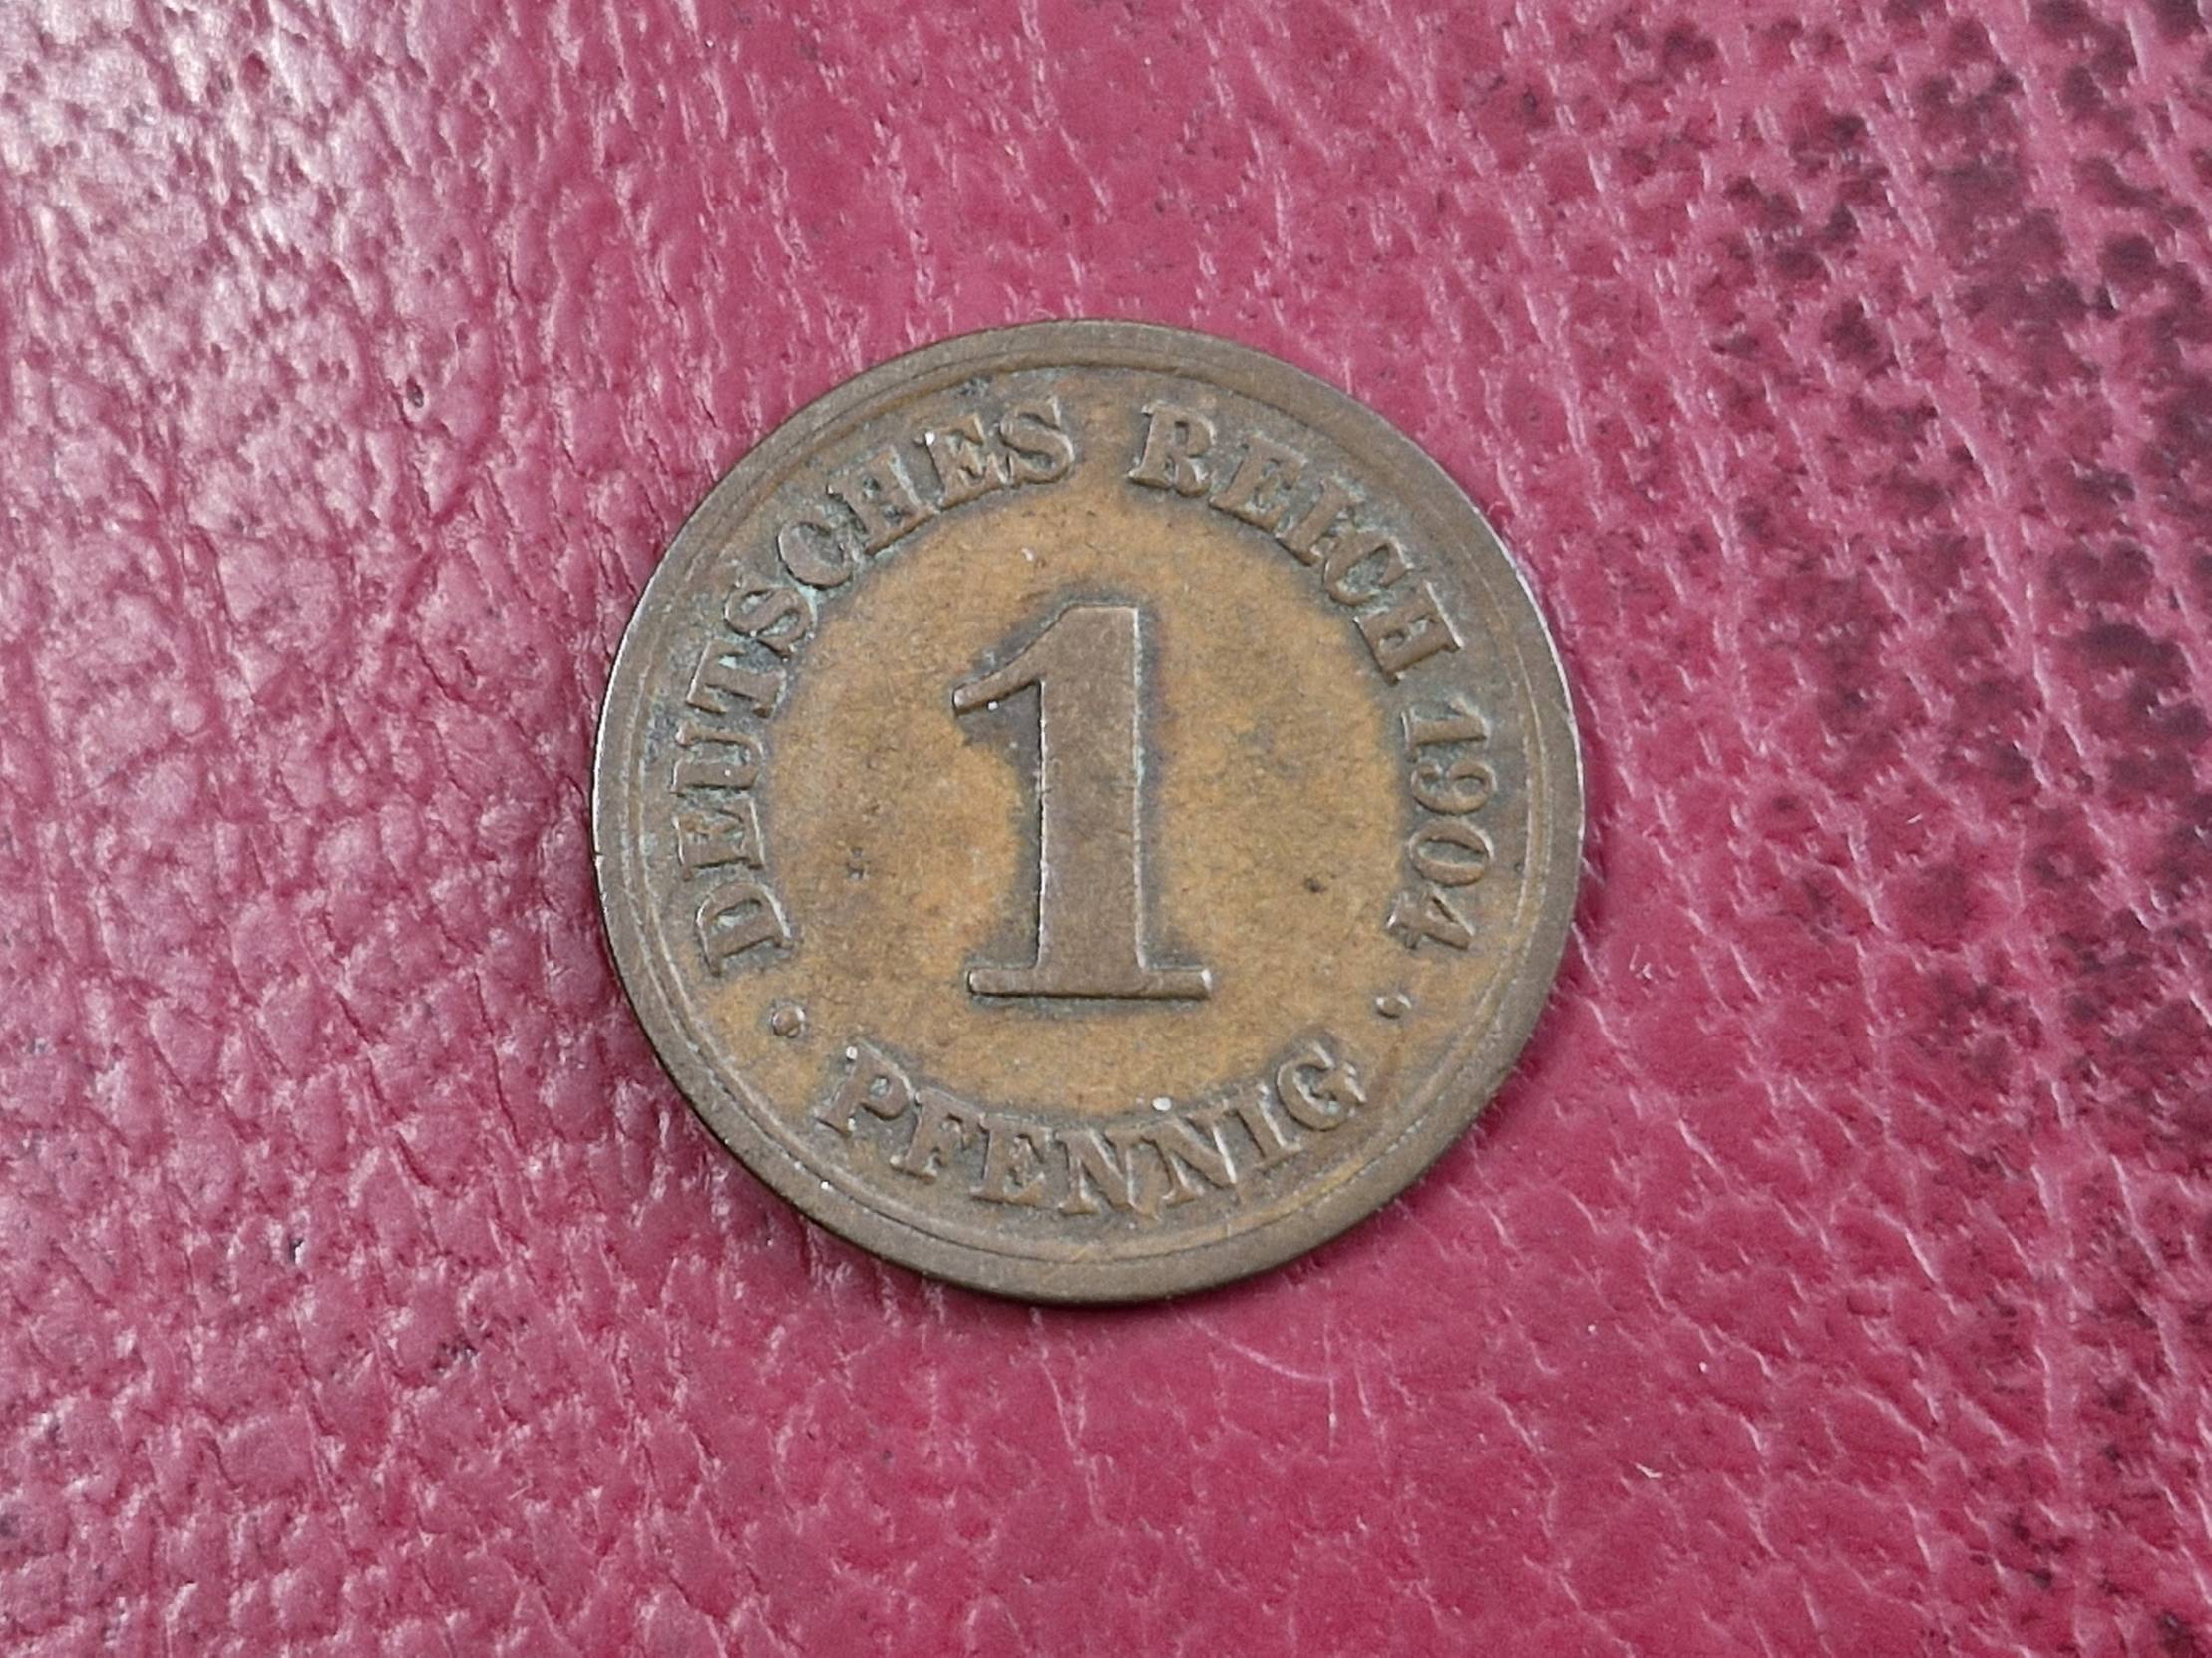 DEUTSCHES REICH 1904
1
• PFENNIG •